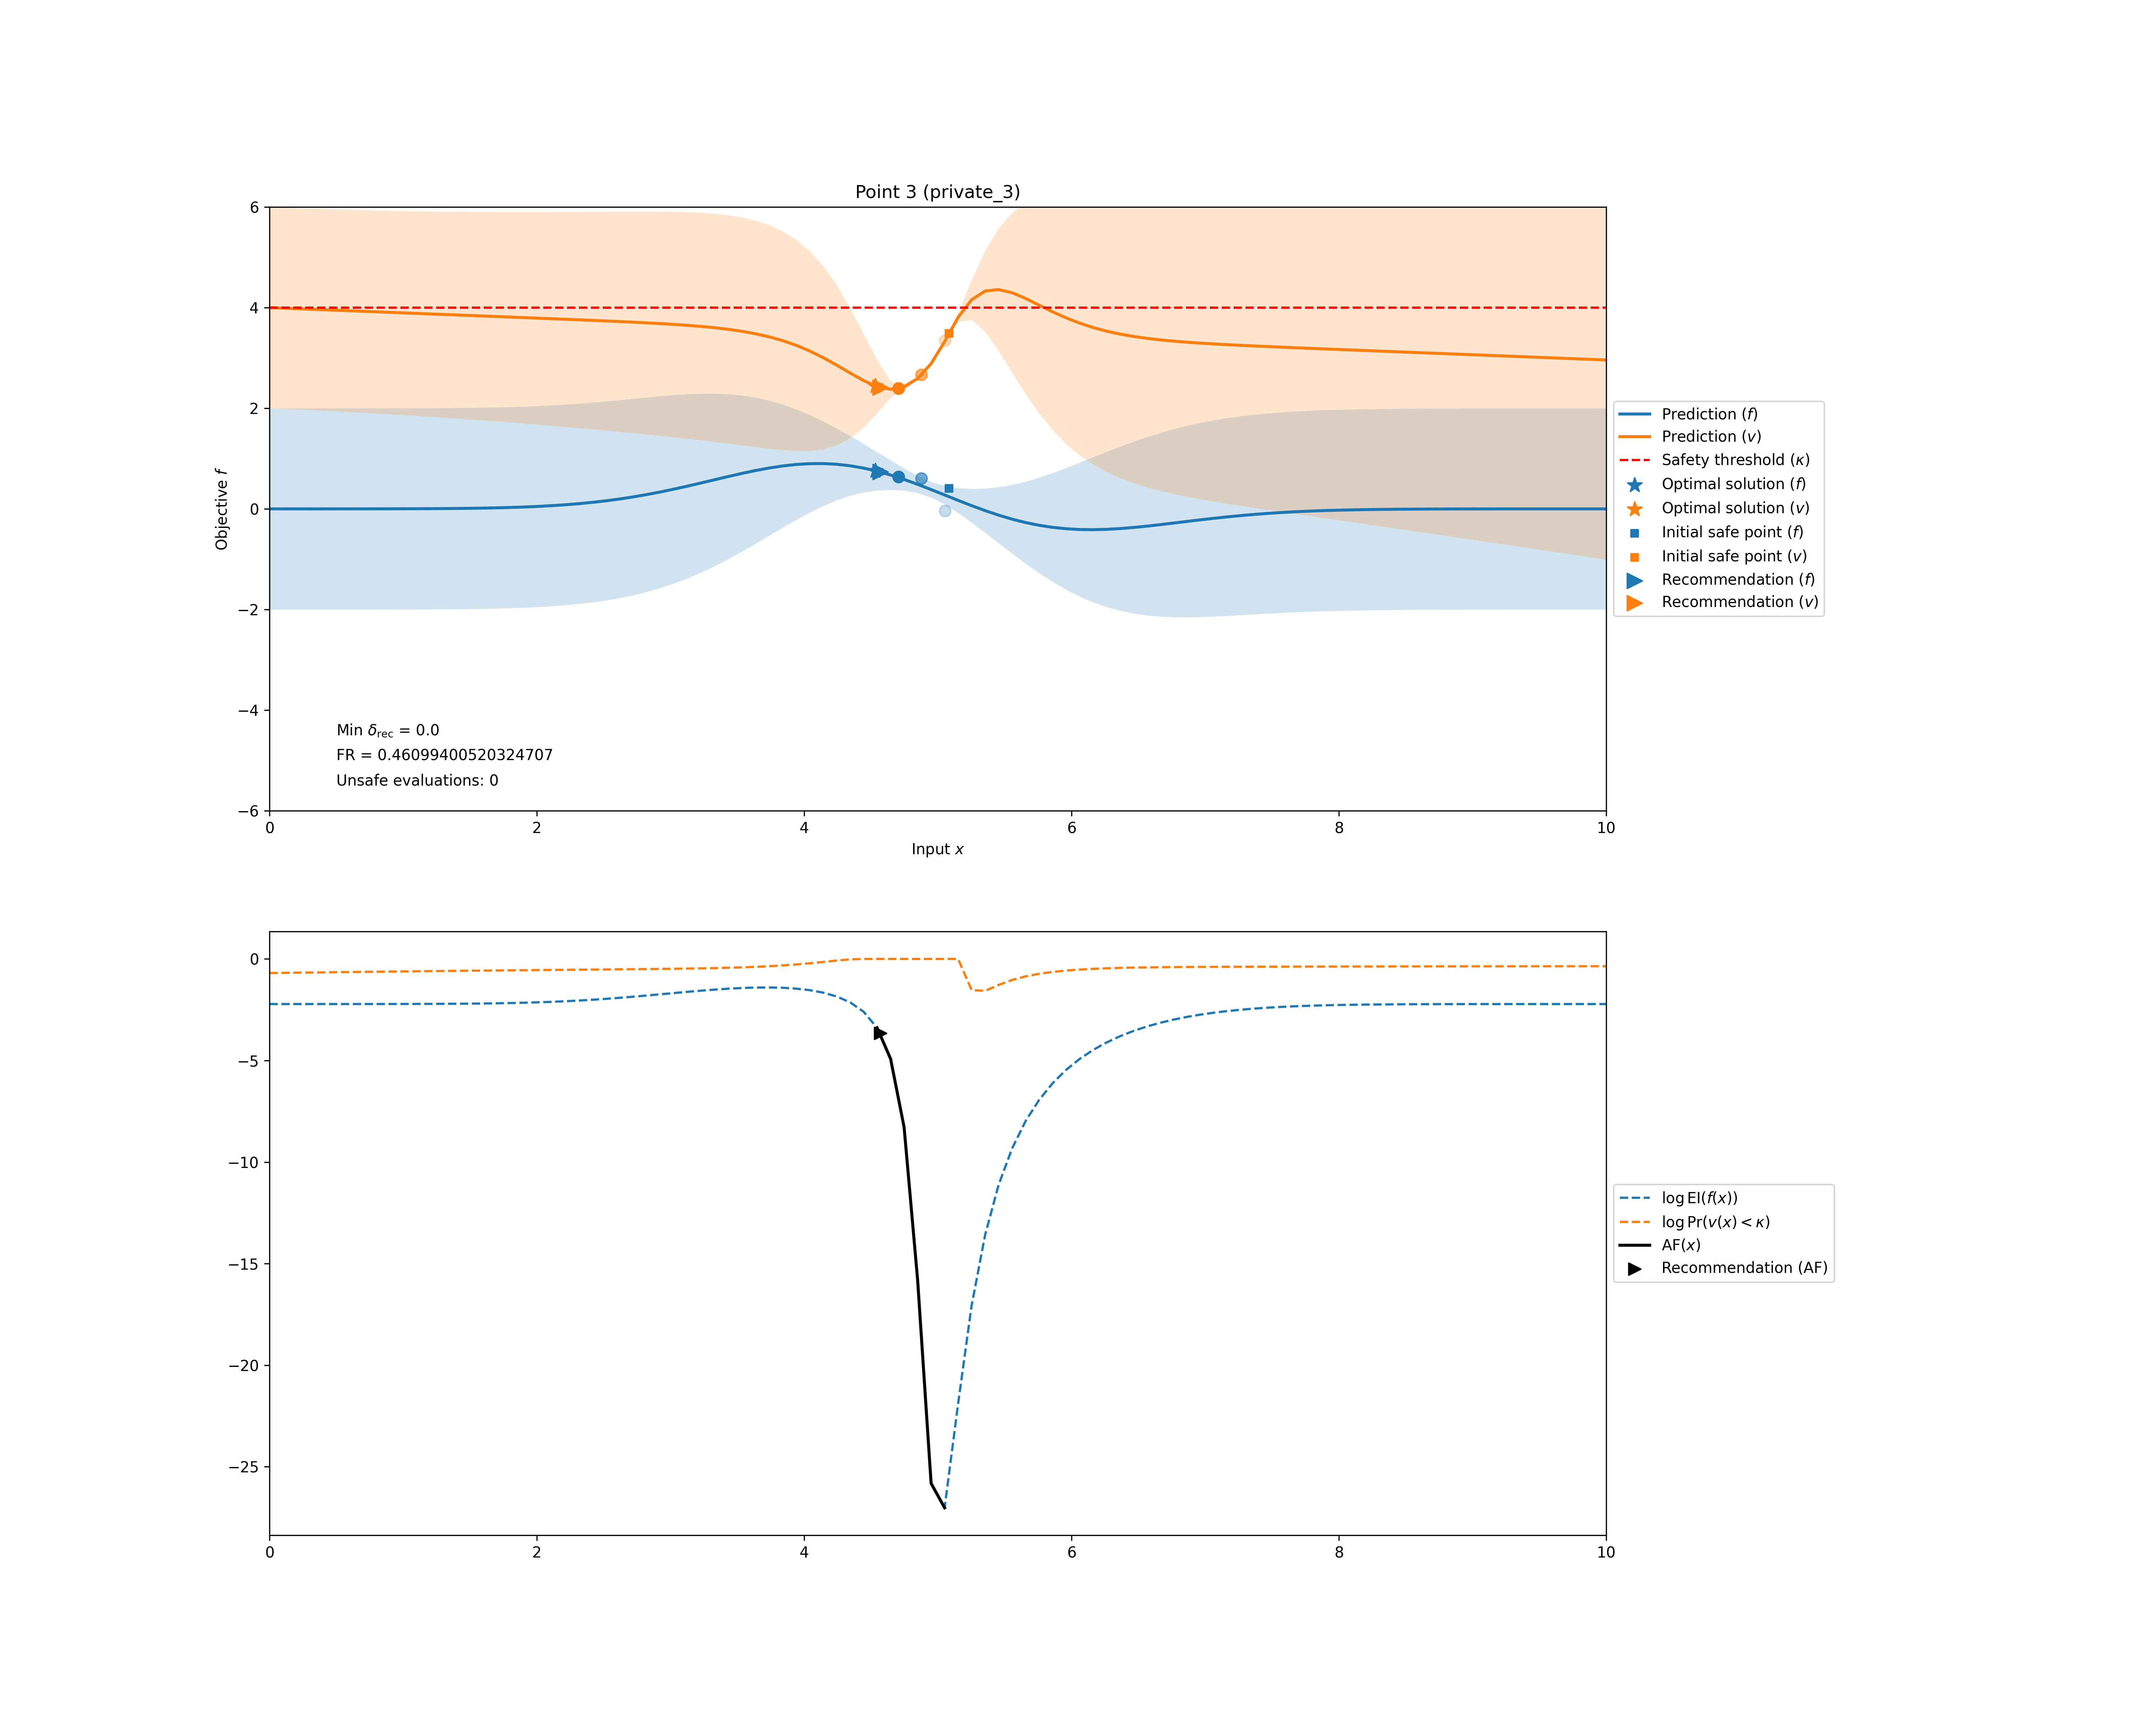 Point 3 (private_3)
6
4
2
0
−2
−4
−6
Objective f
Min δrec = 0.0
FR = 0.46099400520324707
Unsafe evaluations: 0
0 2 4 6 8 10
Input x
Prediction (f)
Prediction (v)
Safety threshold (κ)
Optimal solution (f)
Optimal solution (v)
Initial safe point (f)
Initial safe point (v)
Recommendation (f)
Recommendation (v)
0
−5
−10
−15
−20
−25
0 2 4 6 8 10
log EI(f(x))
log Pr(v(x) < κ)
AF(x)
Recommendation (AF)